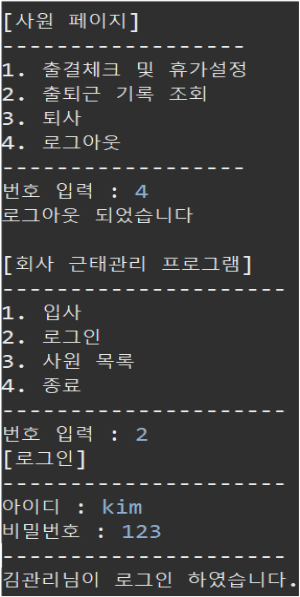 [사원 페이지]
------------------
1. 출결체크 및 휴가설정
2. 출퇴근 기록 조회
3. 퇴사
4. 로그아웃
------------------
번호 입력 : 4
로그아웃 되었습니다
[회사 근태관리 프로그램]
---------------------
1. 입사
2. 로그인
3. 사원 목록
4. 종료
---------------------
번호 입력 : 2
[로그인]
---------------------
아이디 : kim
비밀번호 : 123
---------------------
김관리님이 로그인 하였습니다.